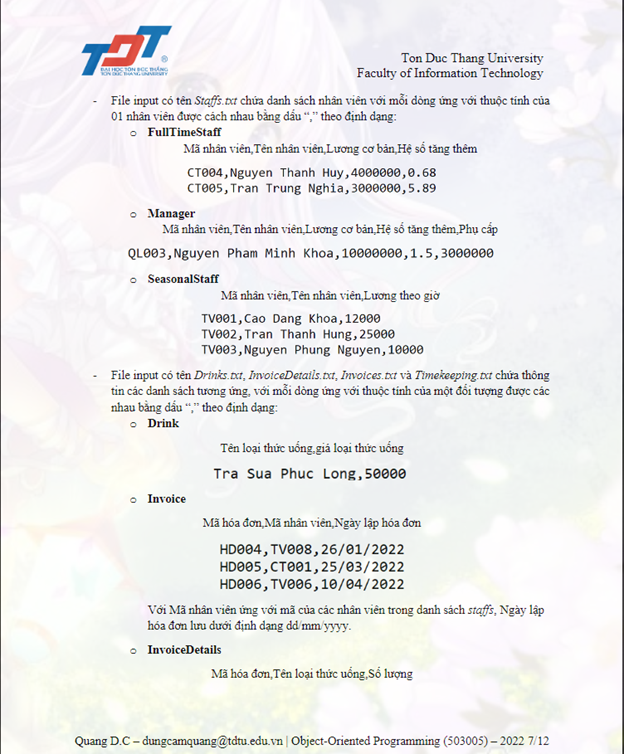 TDT
®
ĐẠI HỌC TÔN ĐỨC THẮNG
TON DUC THANG UNIVERSITY
Ton Duc Thang University
Faculty of Information Technology
- File input có tên Staffs.txt chứa danh sách nhân viên với mỗi dòng ứng với thuộc tính của
01 nhân viên được cách nhau bằng dấu “,” theo định dạng:
o FullTimeStaff
Mã nhân viên,Tên nhân viên,Lương cơ bản,Hệ số tăng thêm
CT004,Nguyen Thanh Huy,4000000,0.68
CT005,Tran Trung Nghia,3000000,5.89
o Manager
Mã nhân viên,Tên nhân viên,Lương cơ bản,Hệ số tăng thêm,Phụ cấp
QL003,Nguyen Pham Minh Khoa,10000000,1.5,3000000
o SeasonalStaff
Mã nhân viên,Tên nhân viên,Lương theo giờ
TV001,Cao Dang Khoa,12000
TV002,Tran Thanh Hung,25000
TV003,Nguyen Phung Nguyen,10000
- File input có tên Drinks.txt, InvoiceDetails.txt, Invoices.txt và Timekeeping.txt chứa thông
tin các danh sách tương ứng, với mỗi dòng ứng với thuộc tính của một đối tượng được các
nhau bằng dấu “,” theo định dạng:
o Drink
Tên loại thức uống,giá loại thức uống
Tra Sua Phuc Long,50000
o Invoice
Mã hóa đơn,Mã nhân viên,Ngày lập hóa đơn
HD004,TV008,26/01/2022
HD005,CT001,25/03/2022
HD006,TV006,10/04/2022
Với Mã nhân viên ứng với mã của các nhân viên trong danh sách staffs, Ngày lập
hóa đơn lưu dưới định dạng dd/mm/yyyy.
o InvoiceDetails
Mã hóa đơn,Tên loại thức uống,Số lượng
Quang D.C – dungcamquang@tdtu.edu.vn | Object-Oriented Programming (503005) – 2022 7/12